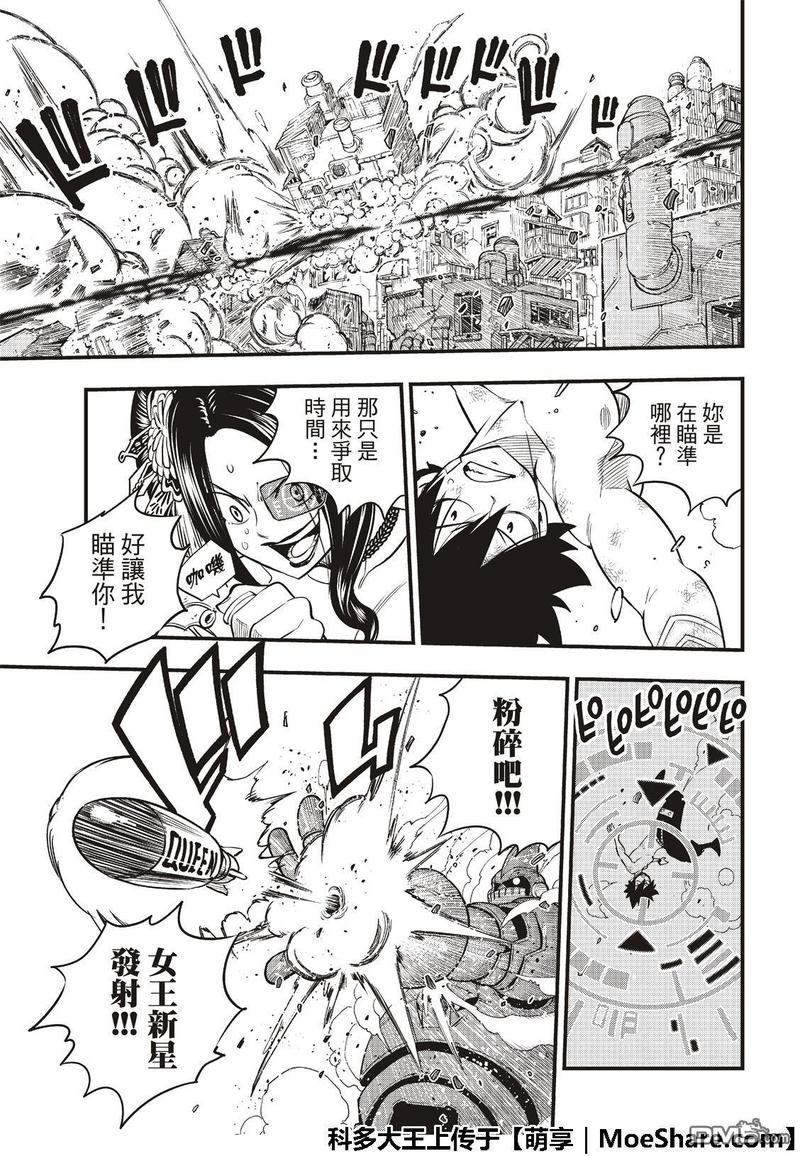 ドドドドドドド
妳是
在瞄準
哪裡？
那只是
用來爭取
時間…
好讓我
瞄準你！
咖嘰
ピピピピピピ
粉碎吧!!!
QUEEN
女王新星
發射!!!
科多大王上传于【萌享｜MoeShare.com】